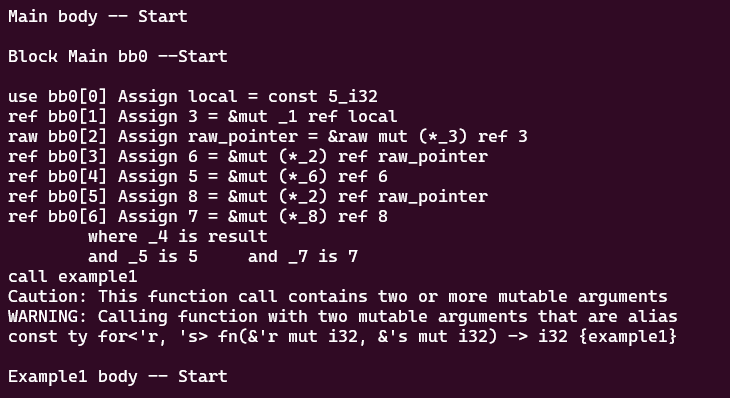 Main body -- Start
Block Main bb0 --Start
use bb0[0] Assign local = const 5_i32
ref bb0[1] Assign 3 = &mut _1 ref local
raw bb0[2] Assign raw_pointer = &raw mut (*_3) ref 3
ref bb0[3] Assign 6 = &mut (*_2) ref raw_pointer
ref bb0[4] Assign 5 = &mut (*_6) ref 6
ref bb0[5] Assign 8 = &mut (*_2) ref raw_pointer
ref bb0[6] Assign 7 = &mut (*_8) ref 8
        where _4 is result
        and _5 is 5     and _7 is 7
call example1
Caution: This function call contains two or more mutable arguments
WARNING: Calling function with two mutable arguments that are alias
const ty for<'r, 's> fn(&'r mut i32, &'s mut i32) -> i32 {example1}
Example1 body -- Start